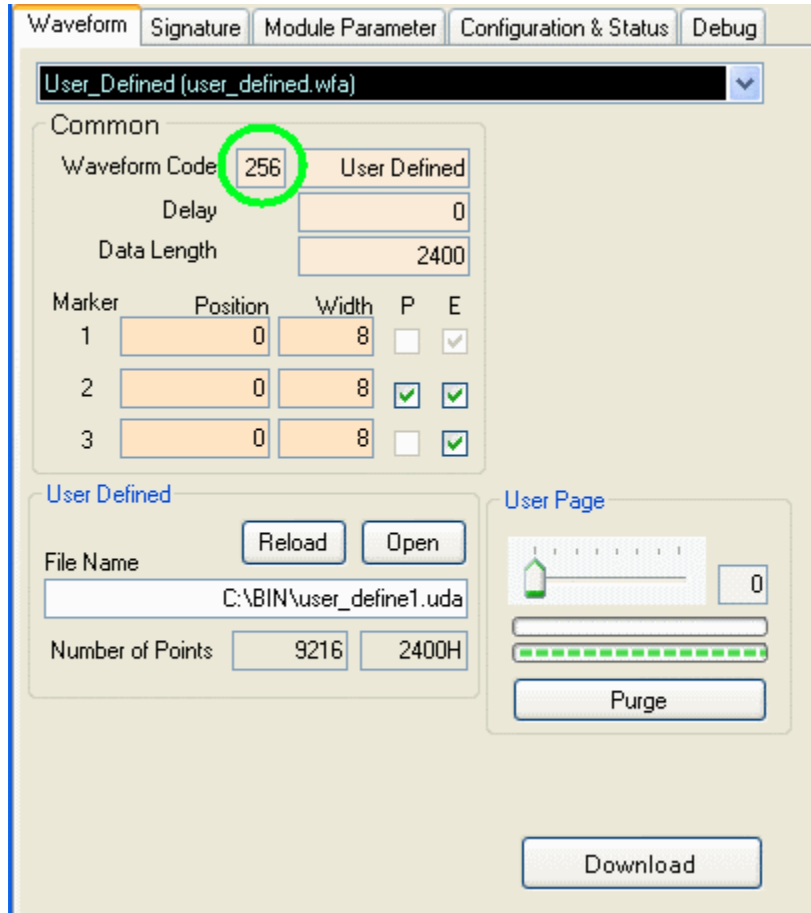 Waveform Signature Module Parameter Configuration & Status Debug
User_Defined (user_defined.wfa)
Common
Waveform Code 256 User Defined
Delay 0
Data Length 2400
Marker Position Width P E
1 0 8
2 0 8
3 0 8
User Defined
Reload Open
File Name
C:\BIN\user_define1.uda
Number of Points 9216 2400H
User Page
0
Purge
Download